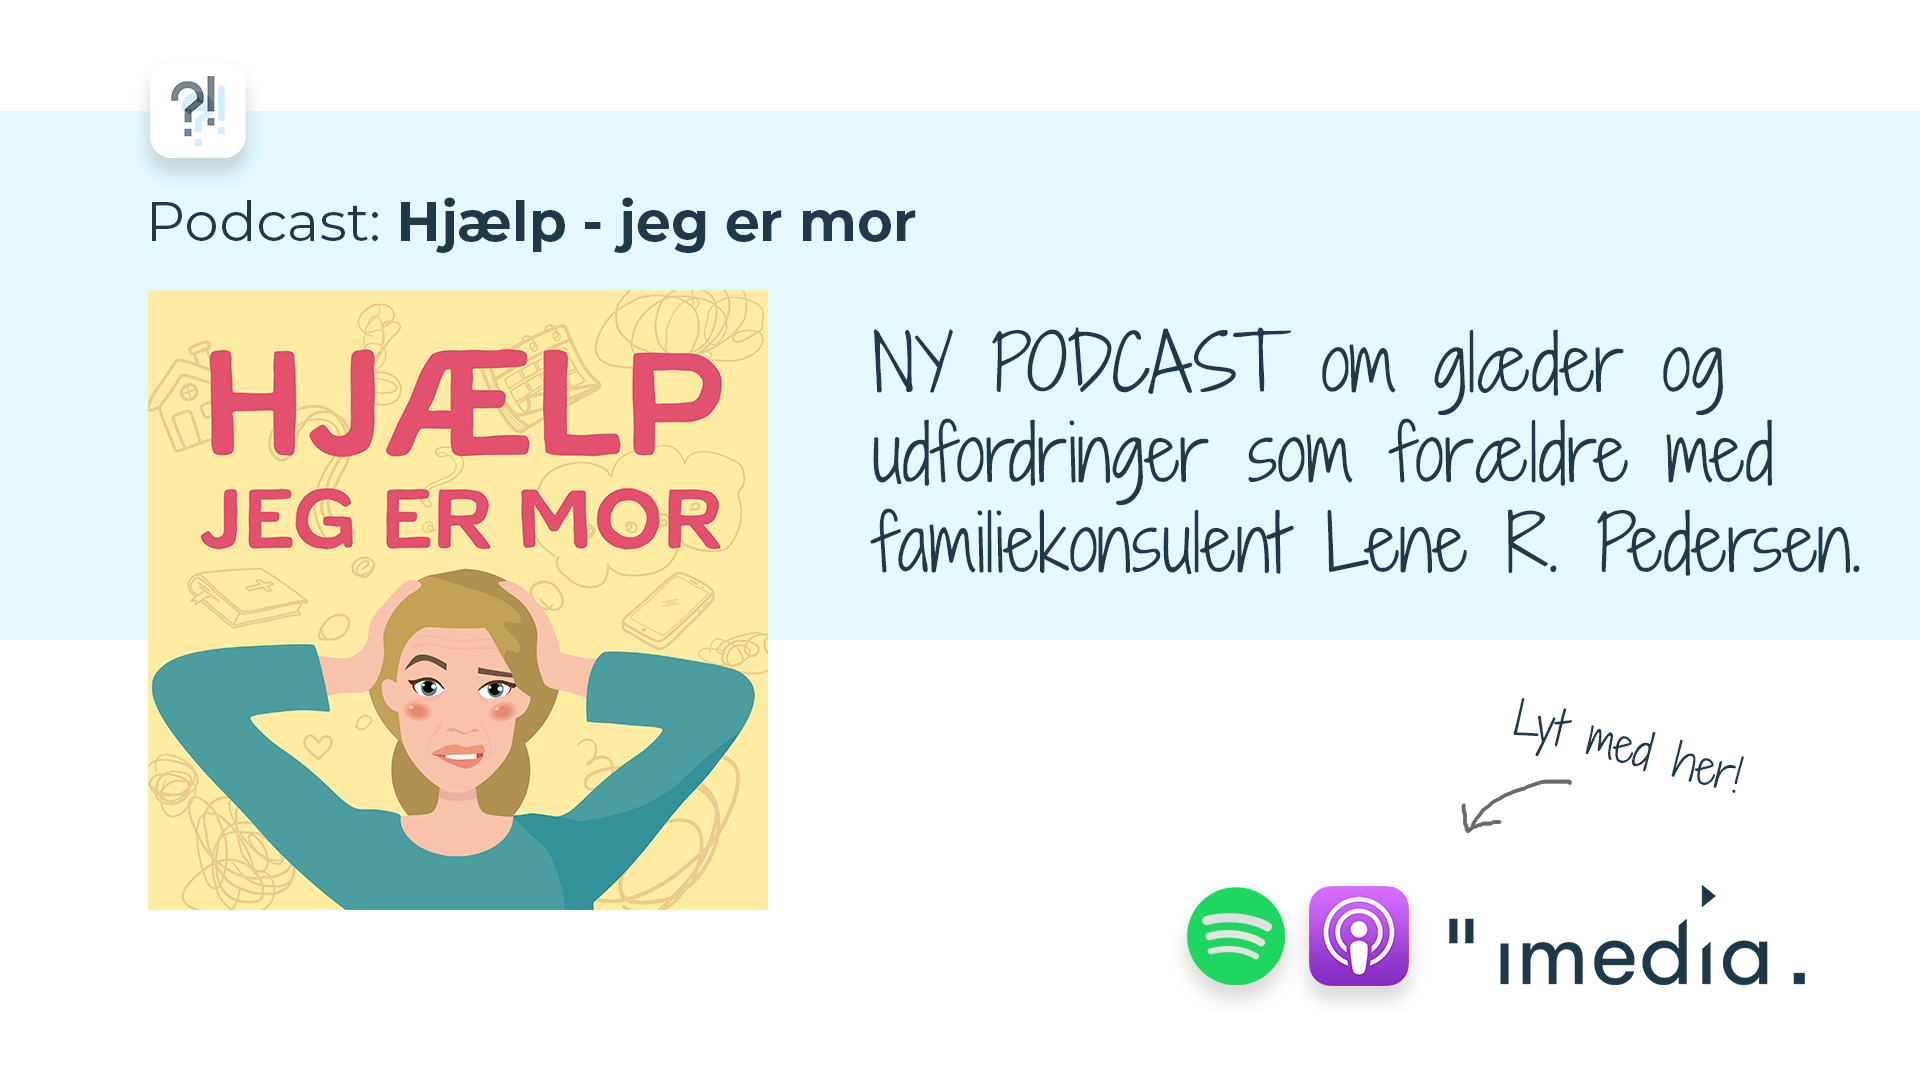 ?!
Podcast: Hjælp - jeg er mor
HJÆLP
JEG ER MOR
NY PODCAST om glæder og
udfordringer som forældre med
familiekonsulent Lene R. Pedersen.
Lyt med her!
" imedia .